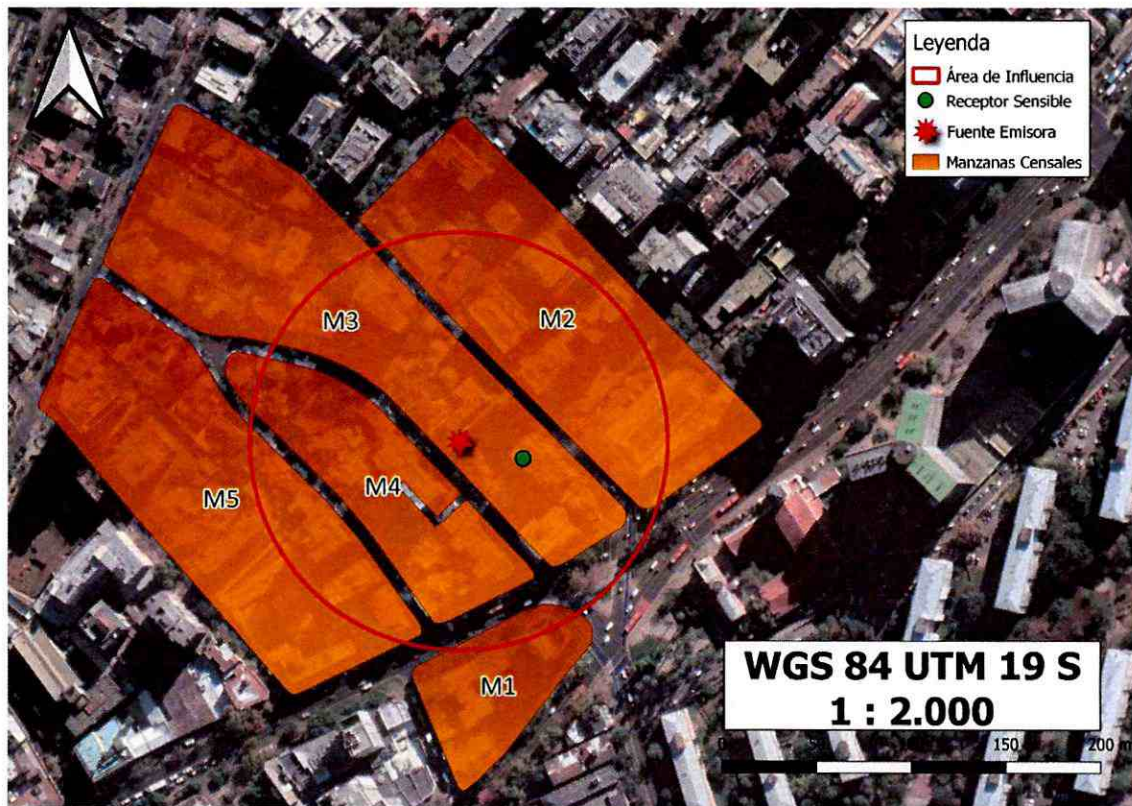 Leyenda
Área de Influencia
Receptor Sensible
Fuente Emisora
Manzanas Censales
M2
M3
M4
M5
M1
WGS 84 UTM 19 S
1 : 2.000
150
200 m